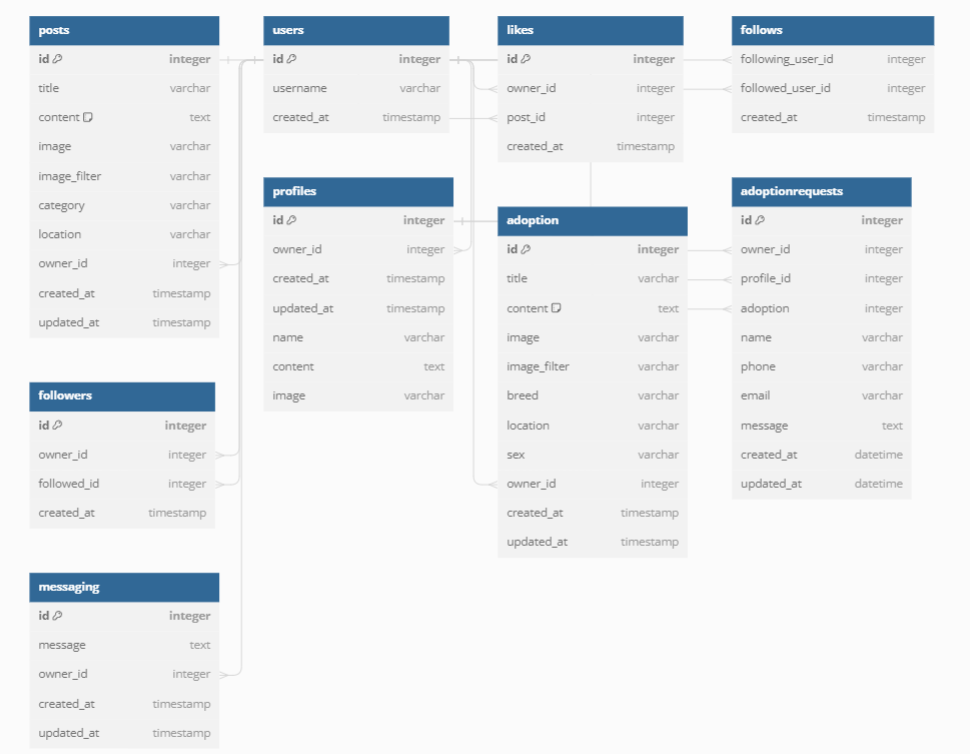 posts
id integer
title varchar
content text
image varchar
image_filter varchar
category varchar
location varchar
owner_id integer
created_at timestamp
updated_at timestamp
users
id integer
username varchar
created_at timestamp
likes
id integer
owner_id integer
post_id integer
created_at timestamp
follows
following_user_id integer
followed_user_id integer
created_at timestamp
profiles
id integer
owner_id integer
created_at timestamp
updated_at timestamp
name varchar
content text
image varchar
adoption
id integer
title varchar
content text
image varchar
image_filter varchar
breed varchar
location varchar
sex varchar
owner_id integer
created_at timestamp
updated_at timestamp
adoptionrequests
id integer
owner_id integer
profile_id integer
adoption integer
name varchar
phone varchar
email varchar
message text
created_at datetime
updated_at datetime
followers
id integer
owner_id integer
followed_id integer
created_at timestamp
messaging
id integer
message text
owner_id integer
created_at timestamp
updated_at timestamp